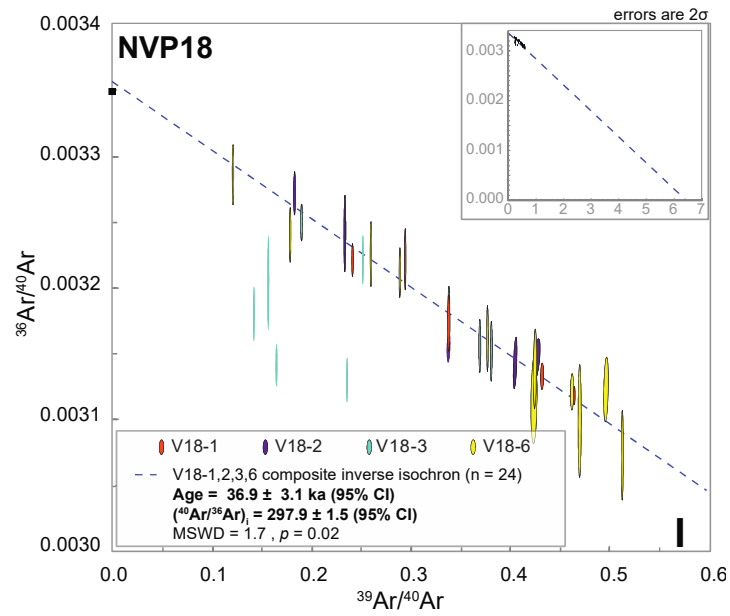 errors are 2σ
NVP18
0.0034
0.0033
0.0032
0.0031
0.0030
36Ar/40Ar
0.003
0.002
0.001
0.000
0 1 2 3 4 5 6 7
V18-1 V18-2 V18-3 V18-6
V18-1,2,3,6 composite inverse isochron (n = 24)
Age = 36.9 ± 3.1 ka (95% CI)
(40Ar/36Ar)i = 297.9 ± 1.5 (95% CI)
MSWD = 1.7 , p = 0.02
0.0 0.1 0.2 0.3 0.4 0.5 0.6
39Ar/40Ar